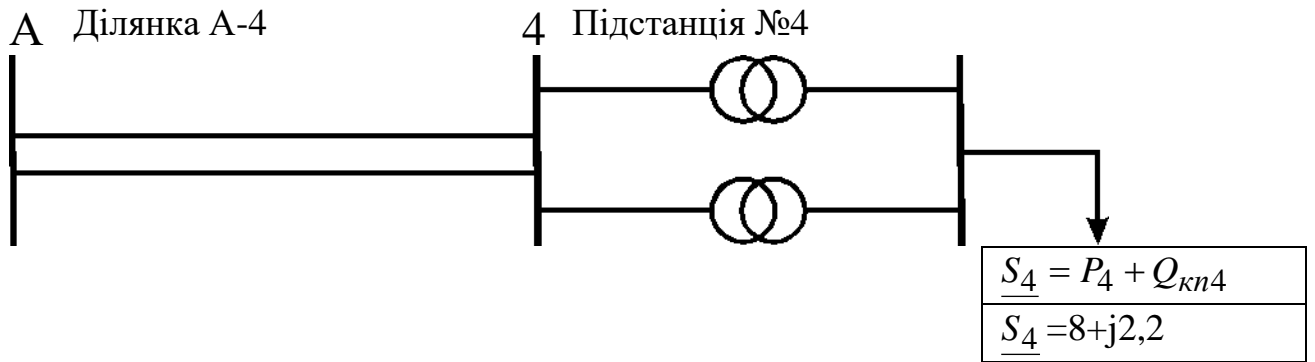 А Ділянка А-4 4 Підстанція №4
S4 = P4 + Qкп4
S4 =8+j2,2